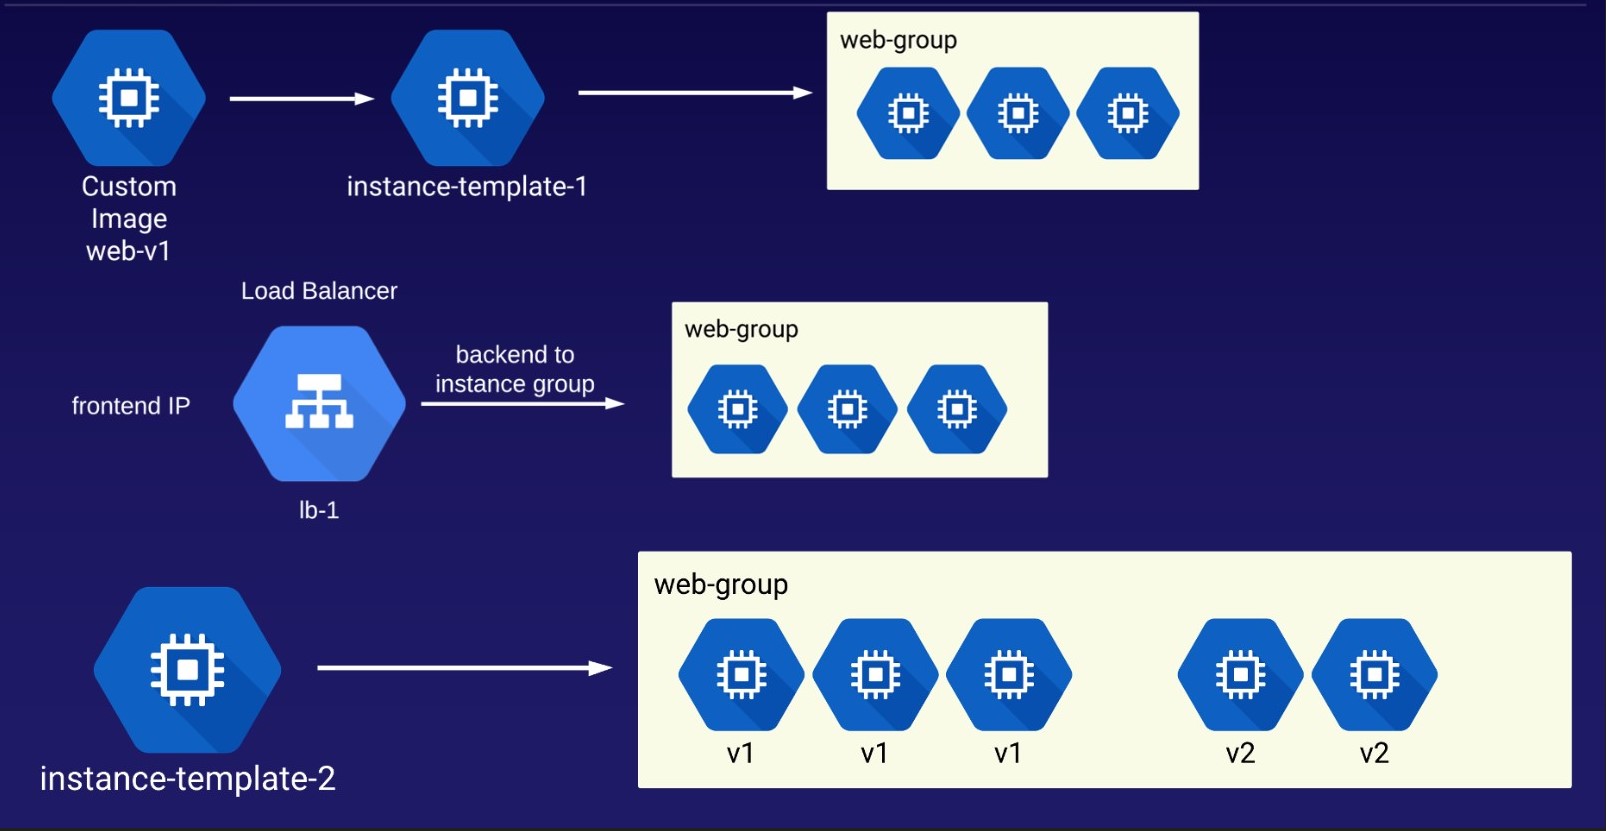 web-group
Custom
Image
web-v1
instance-template-1
Load Balancer
frontend IP
backend to
instance group
lb-1
web-group
web-group
v1
v1
v1
v2
v2
instance-template-2